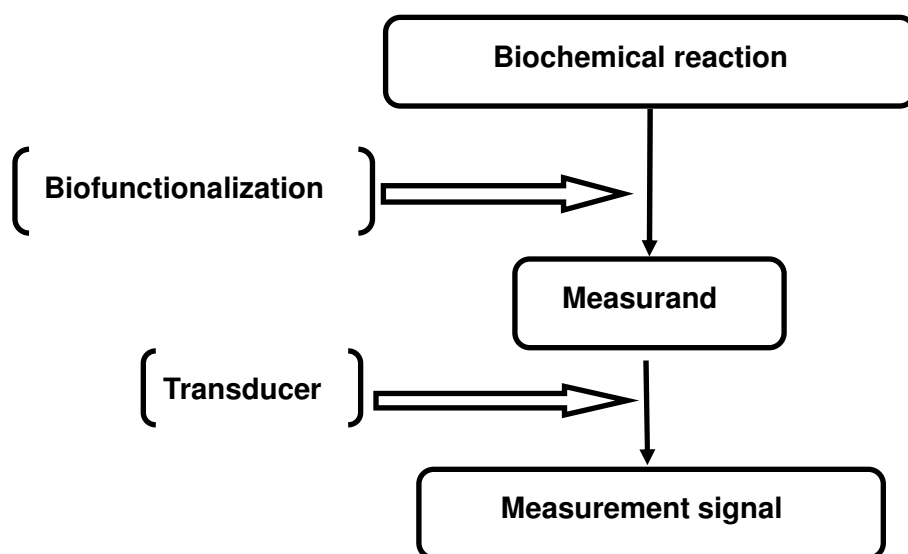 Biochemical reaction
Biofunctionalization
Measurand
Transducer
Measurement signal